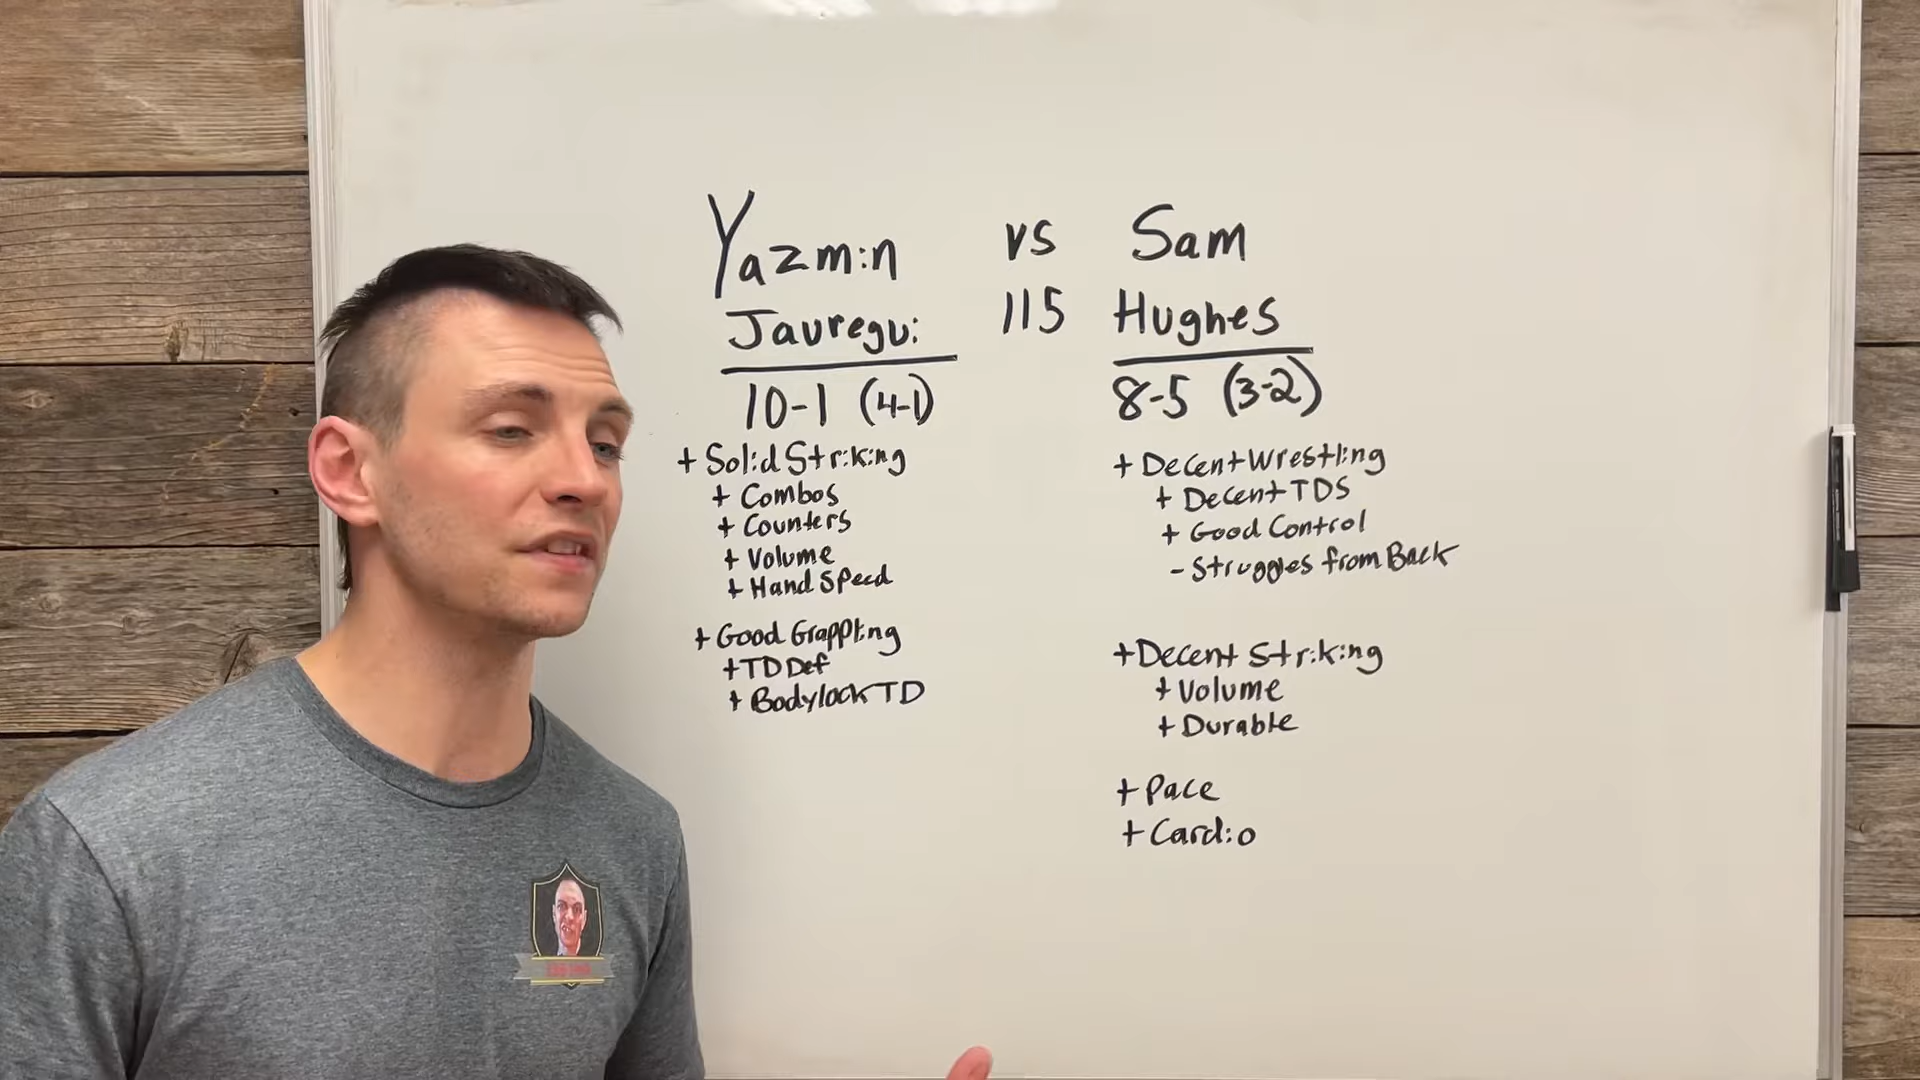 Yazmin vs Sam
Jauregui 115 Hughes
10-1 (4-1)
+ Solid Striking
+ Combos
+ Counters
+ Volume
+ Hand Speed
+ Good Grappling
+ TD Def
+ Bodylock TD
8-5 (3-2)
+ Decent Wrestling
+ Decent TDS
+ Good Control
- Struggles from Back
+ Decent Striking
+ Volume
+ Durable
+ Pace
+ Cardio